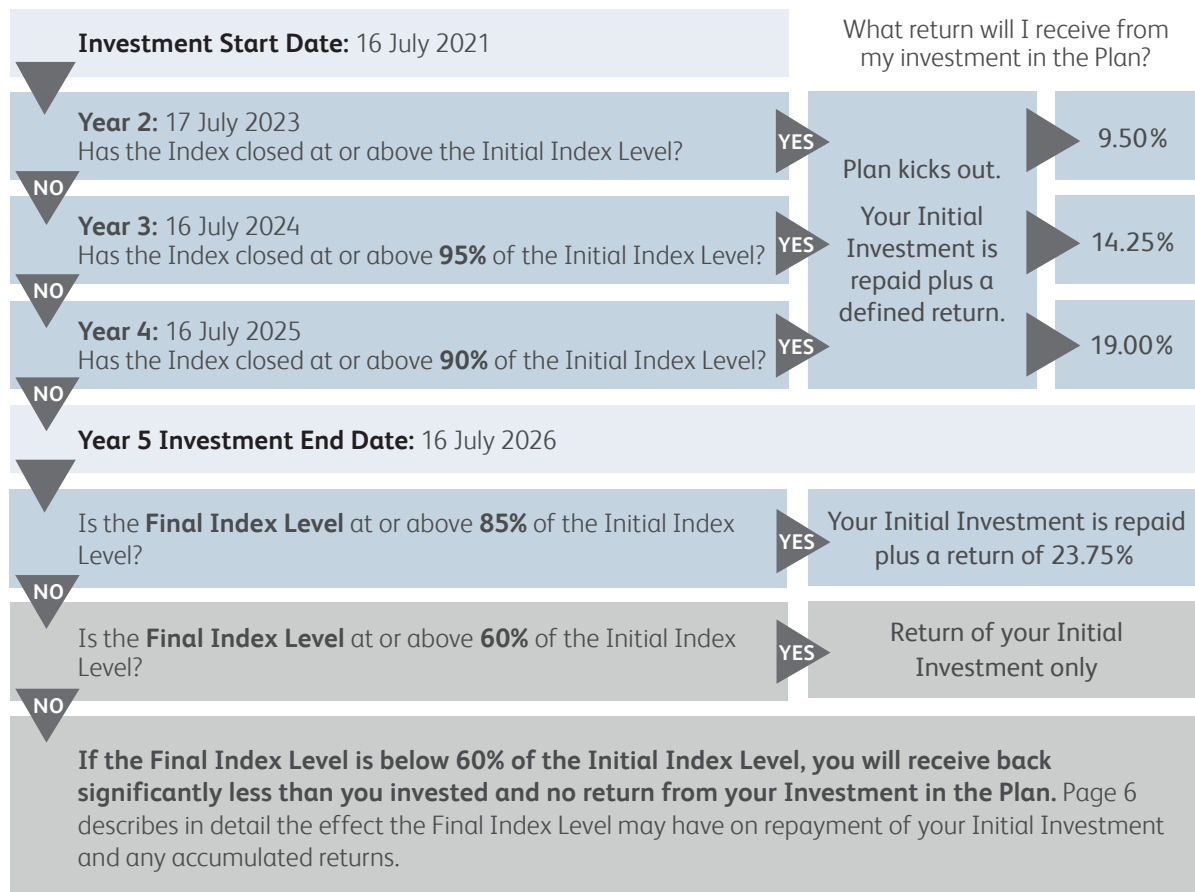 Investment Start Date: 16 July 2021
What return will I receive from
my investment in the Plan?
Year 2: 17 July 2023
Has the Index closed at or above the Initial Index Level?
YES
9.50%
NO
Year 3: 16 July 2024
Has the Index closed at or above 95% of the Initial Index Level?
YES
14.25%
NO
Year 4: 16 July 2025
Has the Index closed at or above 90% of the Initial Index Level?
YES
19.00%
Plan kicks out.
Your Initial
Investment is
repaid plus a
defined return.
NO
Year 5 Investment End Date: 16 July 2026
Is the Final Index Level at or above 85% of the Initial Index
Level?
YES
Your Initial Investment is repaid
plus a return of 23.75%
NO
Is the Final Index Level at or above 60% of the Initial Index
Level?
YES
Return of your Initial
Investment only
NO
If the Final Index Level is below 60% of the Initial Index Level, you will receive back
significantly less than you invested and no return from your Investment in the Plan. Page 6
describes in detail the effect the Final Index Level may have on repayment of your Initial Investment
and any accumulated returns.